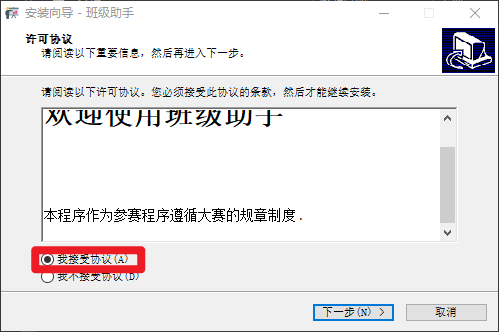 安装向导 - 班级助手
许可协议
请阅读以下重要信息，然后再进入下一步。
请阅读以下许可协议。您必须接受此协议的条款，然后才能继续安装。
欢迎使用班级助手
本程序作为参赛程序遵循大赛的规章制度.
我接受协议(A)
我不接受协议(D)
下一步(N) >
取消